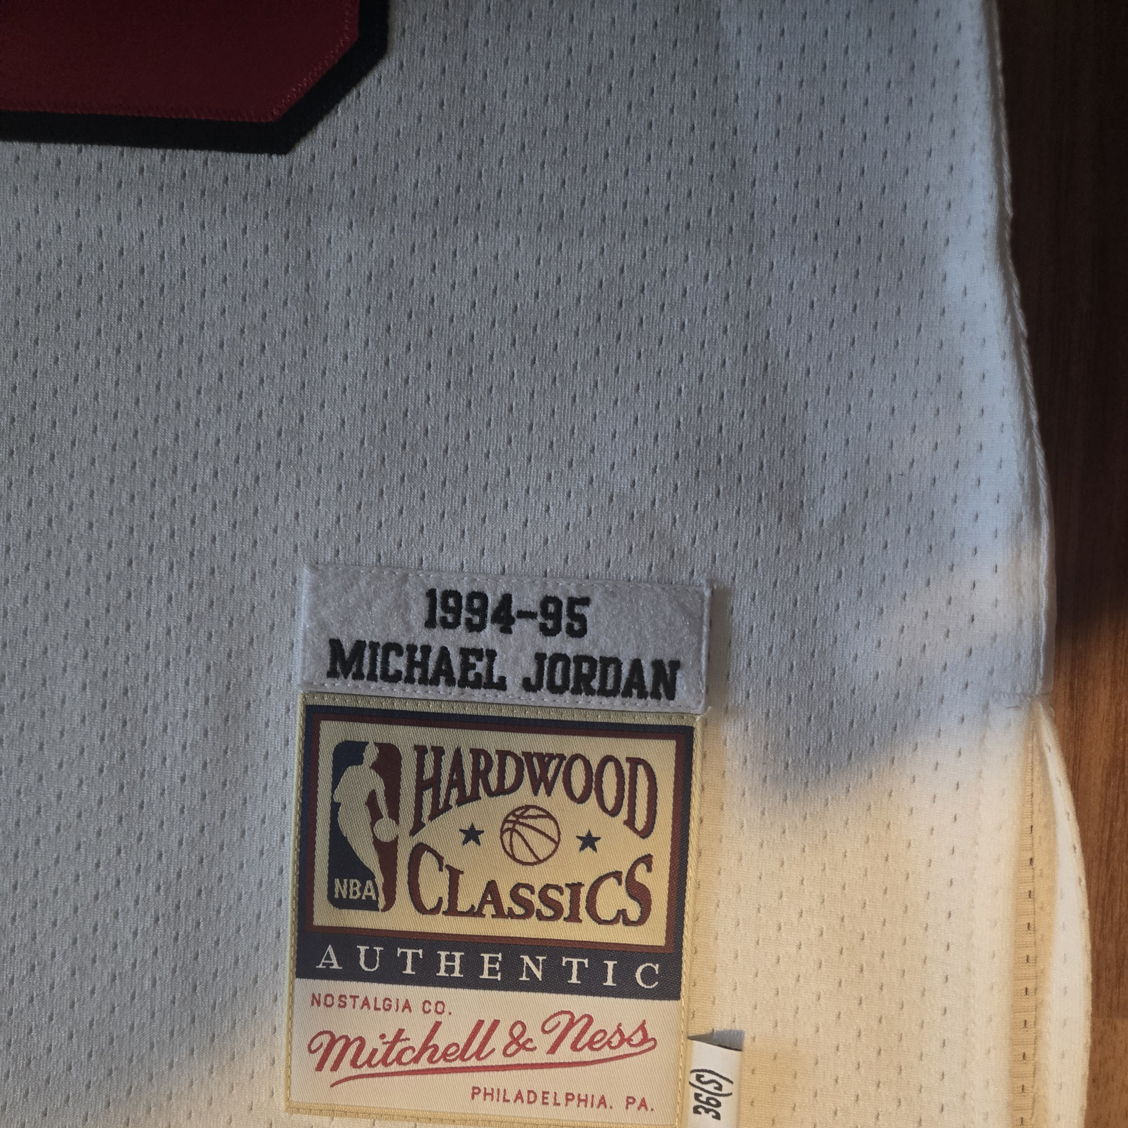 1994-95
MICHAEL JORDAN
HARDWOOD
CLASSICS
NBA
AUTHENTIC
NOSTALGIA CO.
Mitchell & Ness
PHILADELPHIA. PA.
36(S)